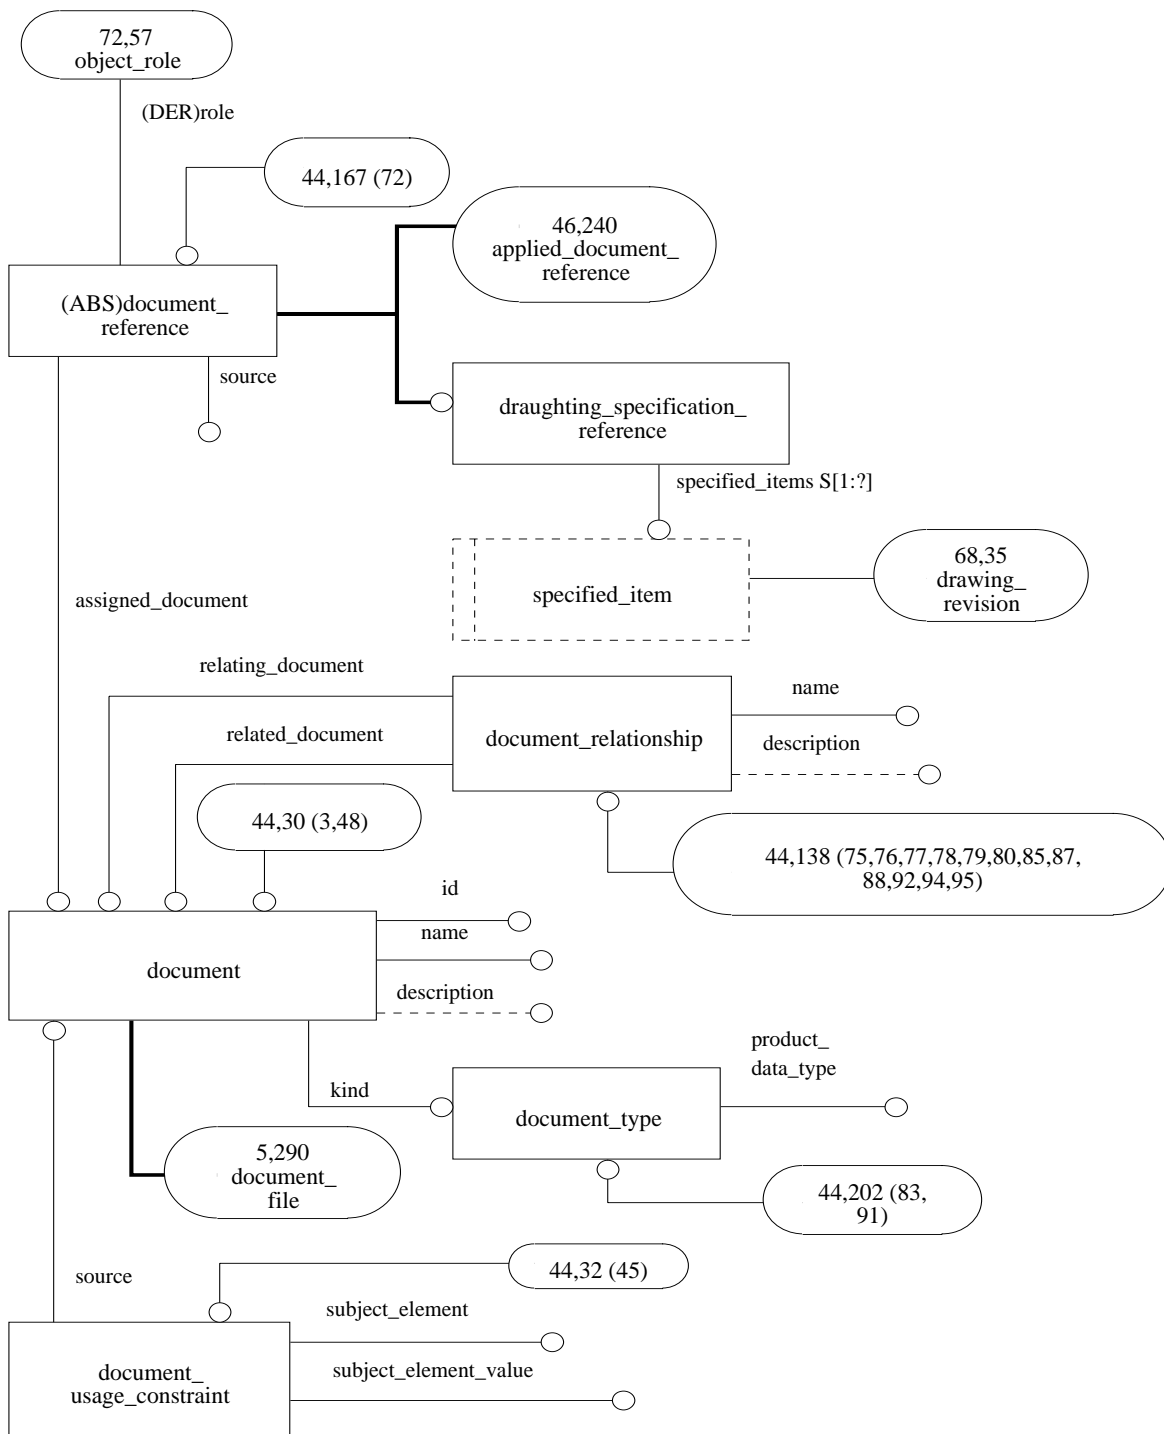 72,57
object_role
(DER)role
44,167 (72)
46,240
applied_document_
reference
(ABS)document_
reference
source
draughting_specification_
reference
specified_items S[1:?]
68,35
drawing_
revision
specified_item
assigned_document
relating_document
name
related_document
document_relationship
description
44,30 (3,48)
44,138 (75,76,77,78,79,80,85,87,
88,92,94,95)
id
name
document
description
product_
data_type
kind
document_type
5,290
document_
file
44,202 (83,
91)
source
44,32 (45)
subject_element
subject_element_value
document_
usage_constraint